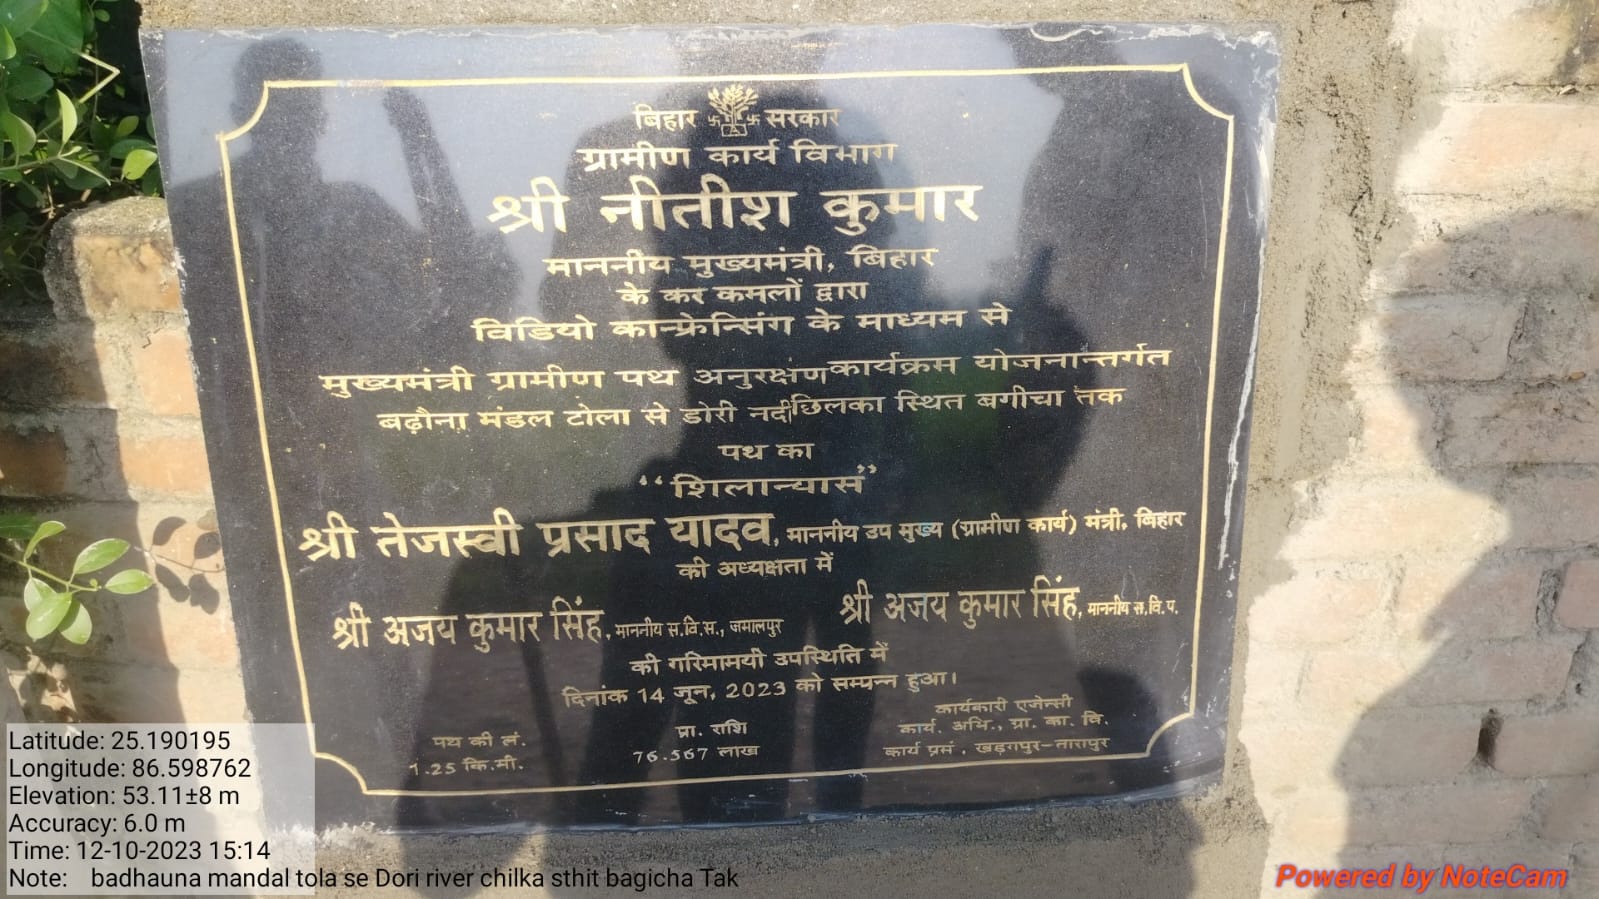 बिहार सरकार
ग्रामीण कार्य विभाग
श्री नीतीश कुमार
माननीय मुख्यमंत्री, बिहार
के कर कमलों द्वारा
विडियो कान्फ्रेन्सिंग के माध्यम से
मुख्यमंत्री ग्रामीण पथ अनुरक्षण कार्यक्रम योजनान्तर्गत
बढ़ौना मंडल टोला से डोरी नदी छिलका स्थित बगीचा तक
पथ का
“शिलान्यास”
श्री तेजस्वी प्रसाद यादव, माननीय उप मुख्य (ग्रामीण कार्य) मंत्री, बिहार
की अध्यक्षता में
श्री अजय कुमार सिंह, माननीय स.वि.स., जमालपुर श्री अजय कुमार सिंह, माननीय स.वि.प.
की गरिमामयी उपस्थिति में
दिनांक 14 जून, 2023 को सम्पन्न हुआ।
पथ की लं.
1.25 कि.मी.
प्रा. राशि
76.567 लाख
कार्यकारी एजेन्सी
कार्य. अभि., ग्रा. का. वि.
कार्य प्रमं., खड़गपुर-तारापुर
Latitude: 25.190195
Longitude: 86.598762
Elevation: 53.11±8 m
Accuracy: 6.0 m
Time: 12-10-2023 15:14
Note: badhauna mandal tola se Dori river chilka sthit bagicha Tak
Powered by NoteCam